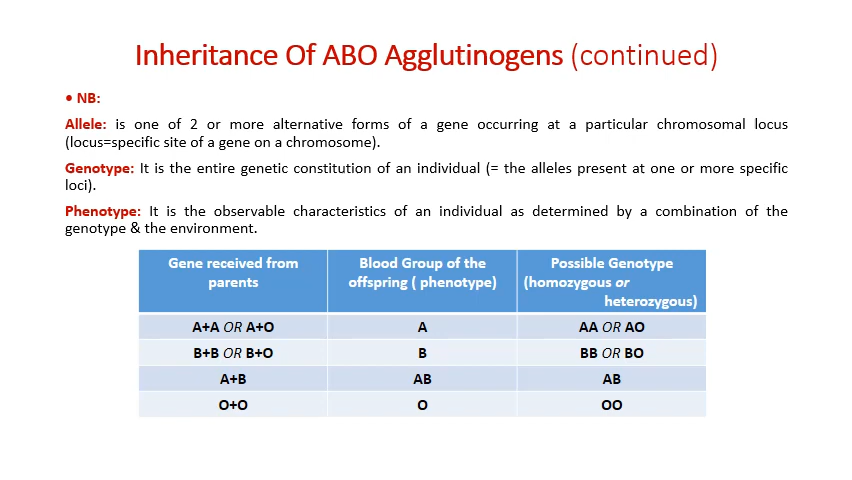 Inheritance Of ABO Agglutinogens (continued)
• NB:
Allele: is one of 2 or more alternative forms of a gene occurring at a particular chromosomal locus
(locus=specific site of a gene on a chromosome).
Genotype: It is the entire genetic constitution of an individual (= the alleles present at one or more specific
loci).
Phenotype: It is the observable characteristics of an individual as determined by a combination of the
genotype & the environment.
Gene received from parents | Blood Group of the offspring ( phenotype) | Possible Genotype (homozygous or heterozygous)
A+A OR A+O | A | AA OR AO
B+B OR B+O | B | BB OR BO
A+B | AB | AB
O+O | O | OO